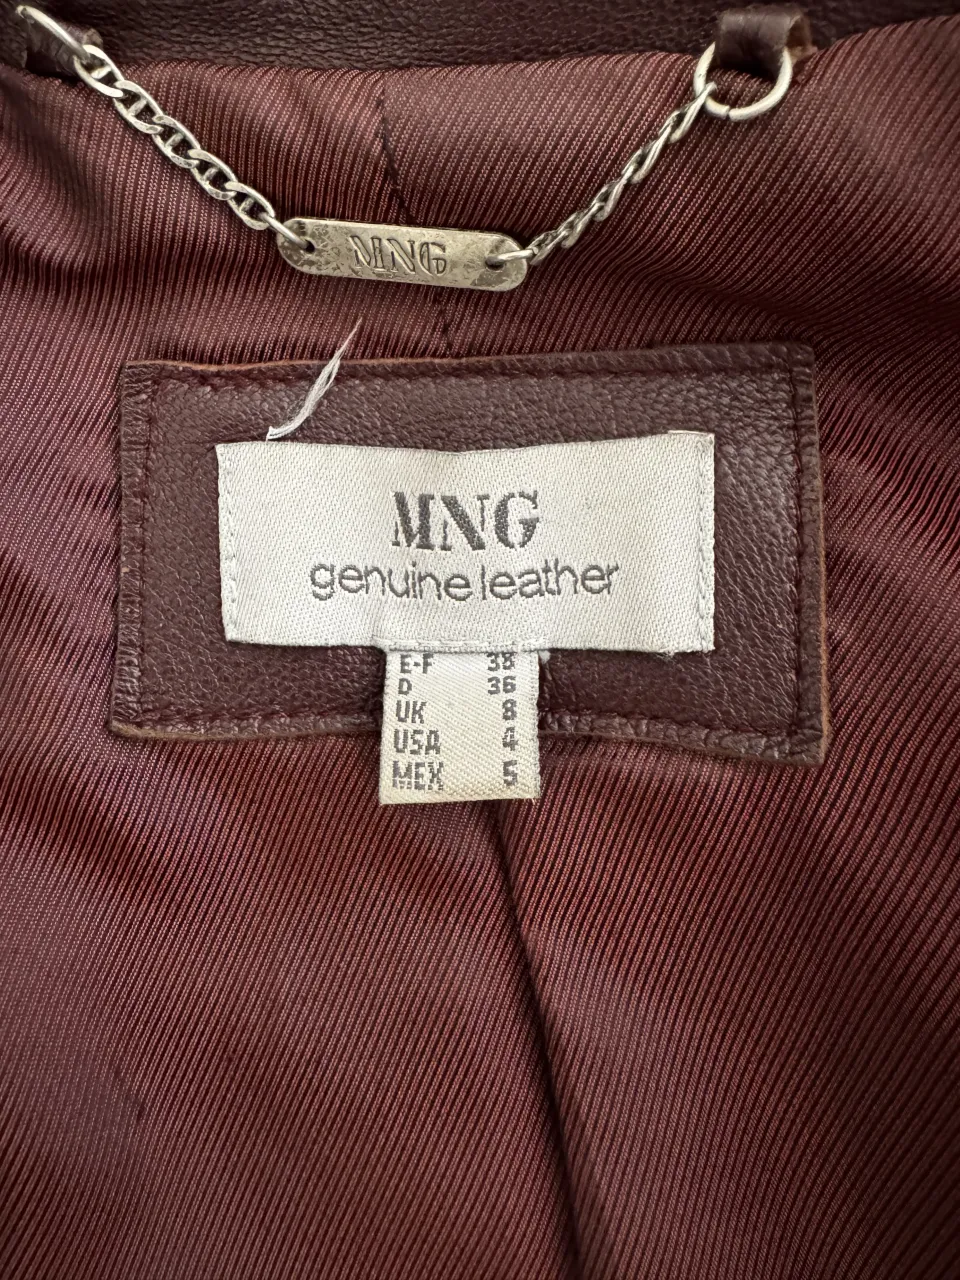 MNG
MNG
genuine leather
E-F 38
D 36
UK 8
USA 4
MEX 5